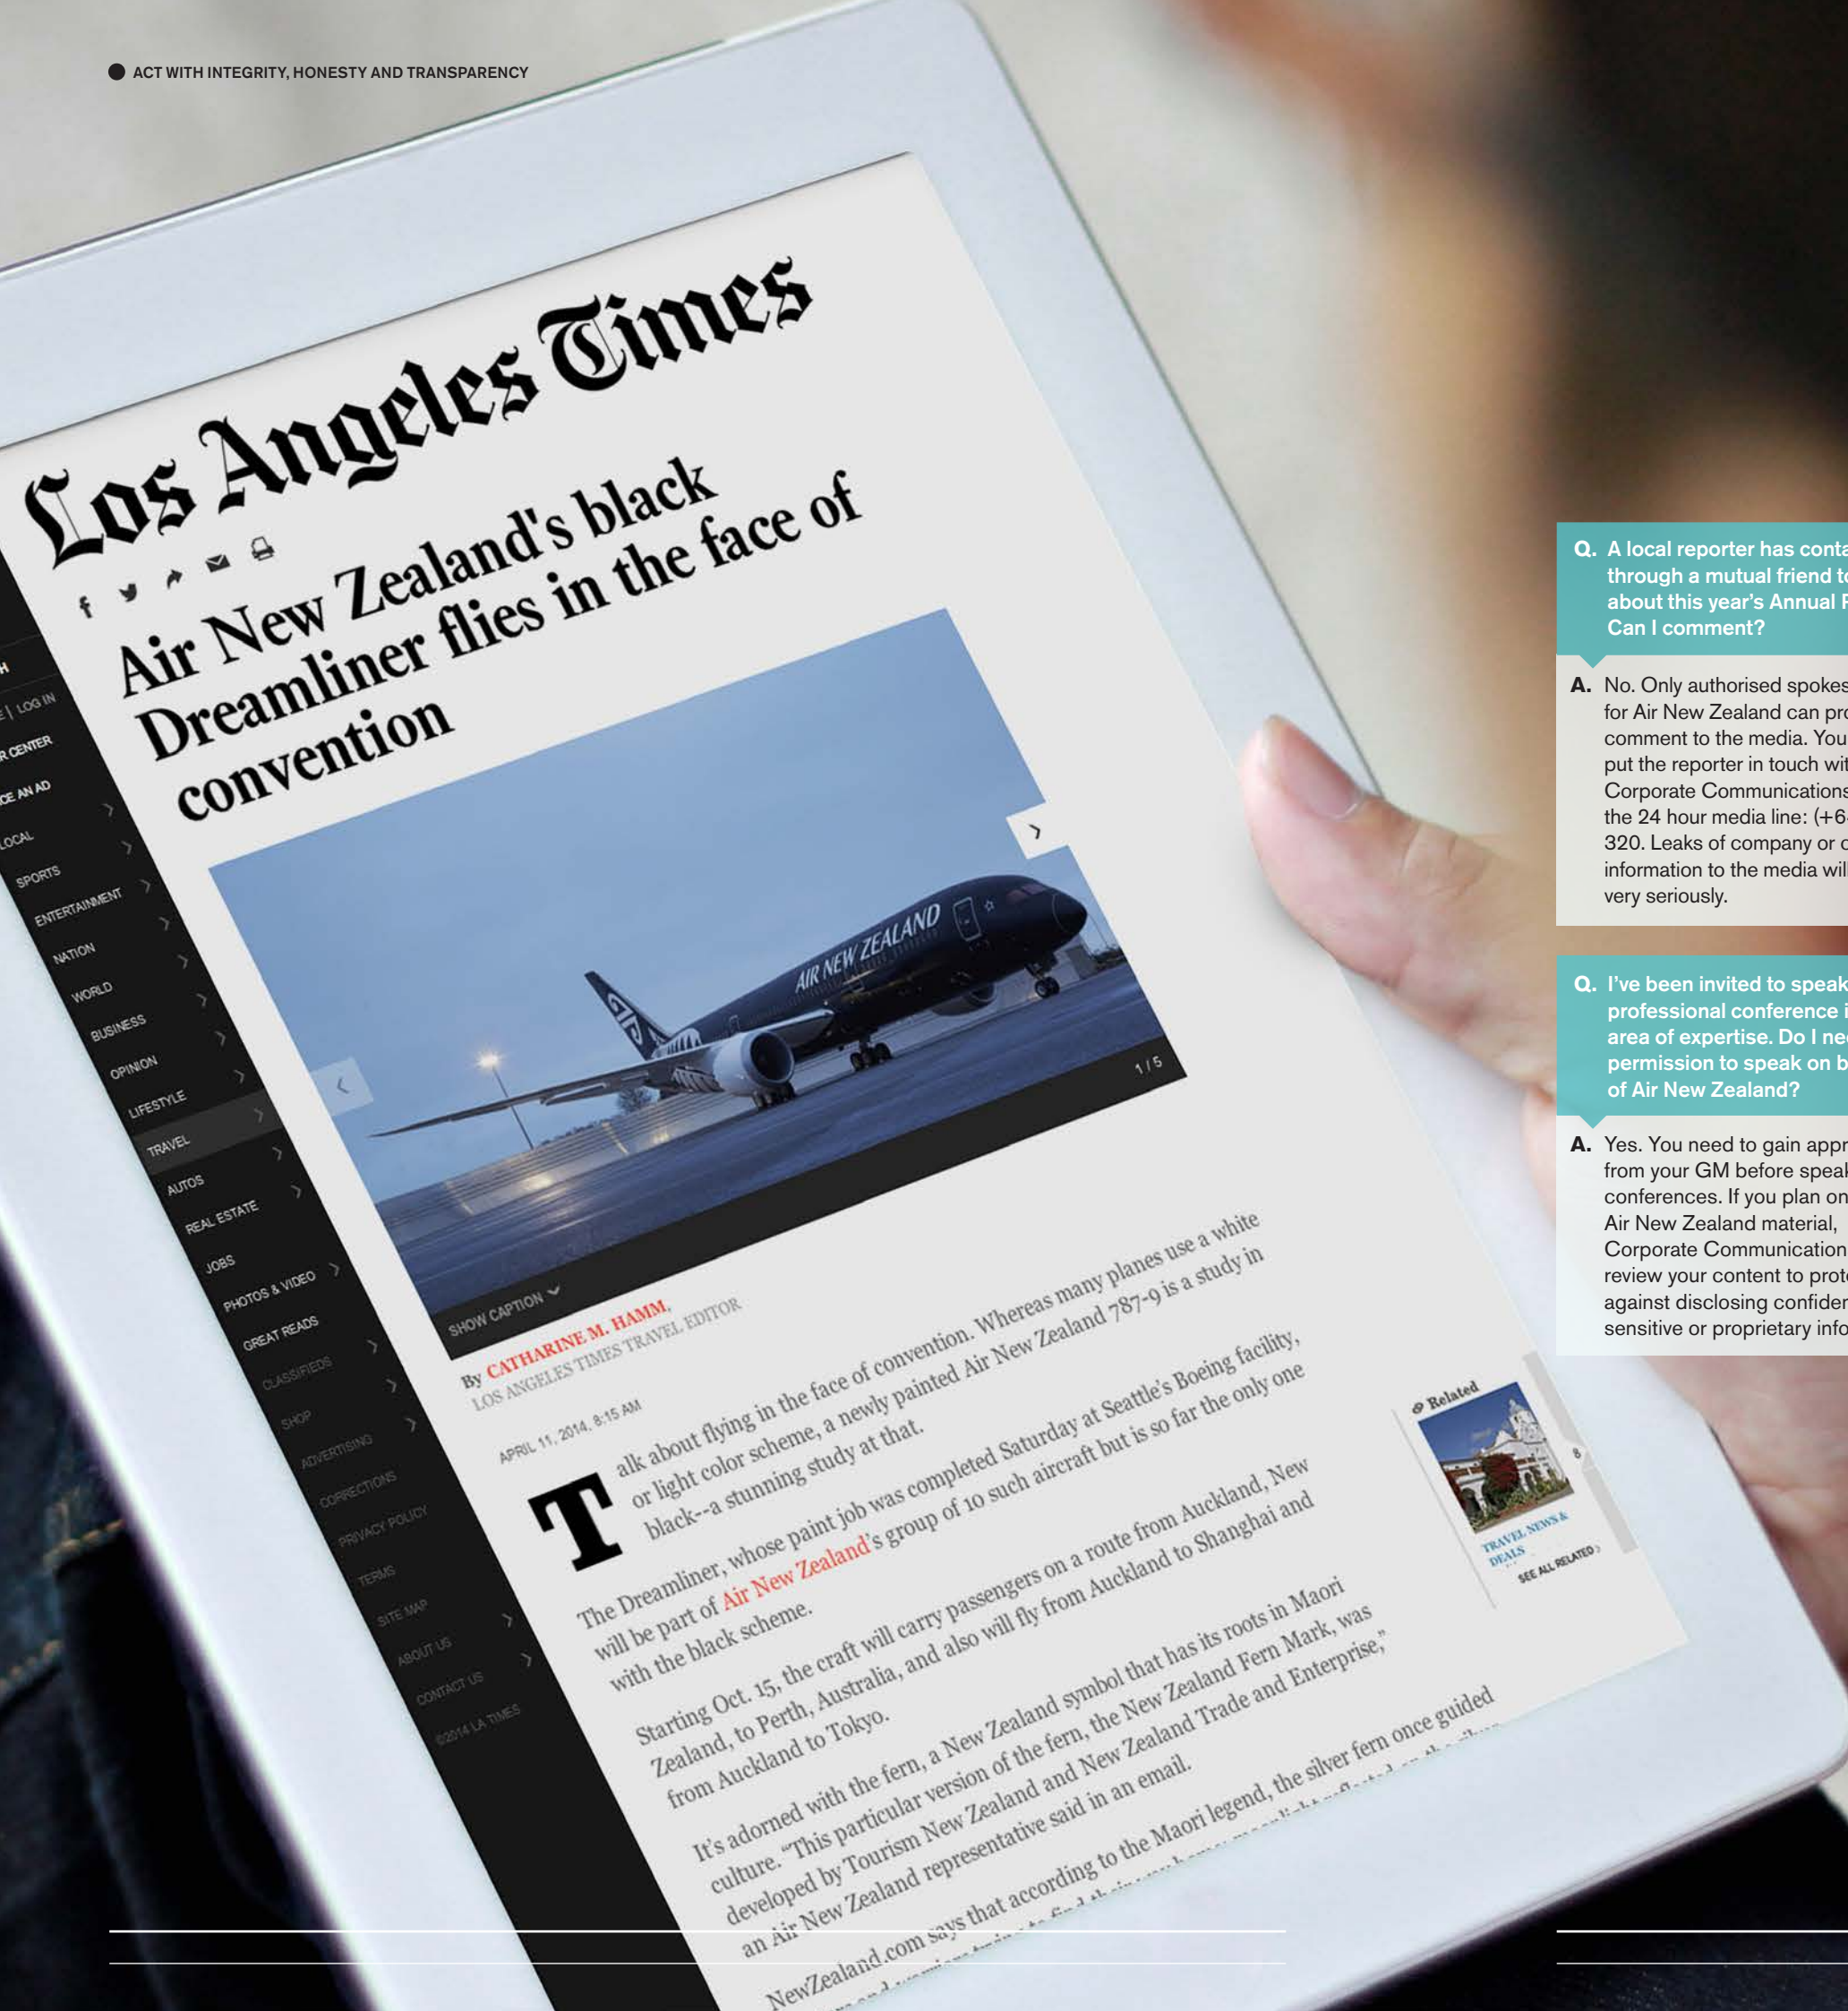 ACT WITH INTEGRITY, HONESTY AND TRANSPARENCY
Los Angeles Times
Air New Zealand's black
Dreamliner flies in the face of
convention
LOG IN
AN AD
LOCAL
SPORTS
ENTERTAINMENT
NATION
WORLD
BUSINESS
OPINION
LIFESTYLE
TRAVEL
AUTOS
REAL ESTATE
JOBS
PHOTOS & VIDEO
GREAT READS
CLASSIFIEDS
SHOP
ADVERTISING
CORRECTIONS
PRIVACY POLICY
TERMS
SITE MAP
ABOUT US
CONTACT US
©2014 LA TIMES
AIR NEW ZEALAND
1 / 5
SHOW CAPTION
By CATHARINE M. HAMM,
LOS ANGELES TIMES TRAVEL EDITOR
APRIL 11, 2014, 8:15 AM
Talk about flying in the face of convention. Whereas many planes use a white
or light color scheme, a newly painted Air New Zealand 787-9 is a study in
black--a stunning study at that.
The Dreamliner, whose paint job was completed Saturday at Seattle's Boeing facility,
will be part of Air New Zealand's group of 10 such aircraft but is so far the only one
with the black scheme.
Starting Oct. 15, the craft will carry passengers on a route from Auckland, New
Zealand, to Perth, Australia, and also will fly from Auckland to Shanghai and
from Auckland to Tokyo.
It's adorned with the fern, a New Zealand symbol that has its roots in Maori
culture. “This particular version of the fern, the New Zealand Fern Mark, was
developed by Tourism New Zealand and New Zealand Trade and Enterprise,”
an Air New Zealand representative said in an email.
NewZealand.com says that according to the Maori legend, the silver fern once guided
Related
8
TRAVEL NEWS &
DEALS
SEE ALL RELATED
Q. A local reporter has
through a mutual friend
about this year's Annual
Can I comment?
A. No. Only authorised
for Air New Zealand can
comment to the media. You
put the reporter in touch
Corporate Communications
the 24 hour media line:
320. Leaks of company or
information to the media
very seriously.
Q. I've been invited to speak
professional conference
area of expertise. Do I
permission to speak on
of Air New Zealand?
A. Yes. You need to gain
from your GM before
conferences. If you plan on
Air New Zealand material,
Corporate Communication
review your content to
against disclosing
sensitive or proprietary